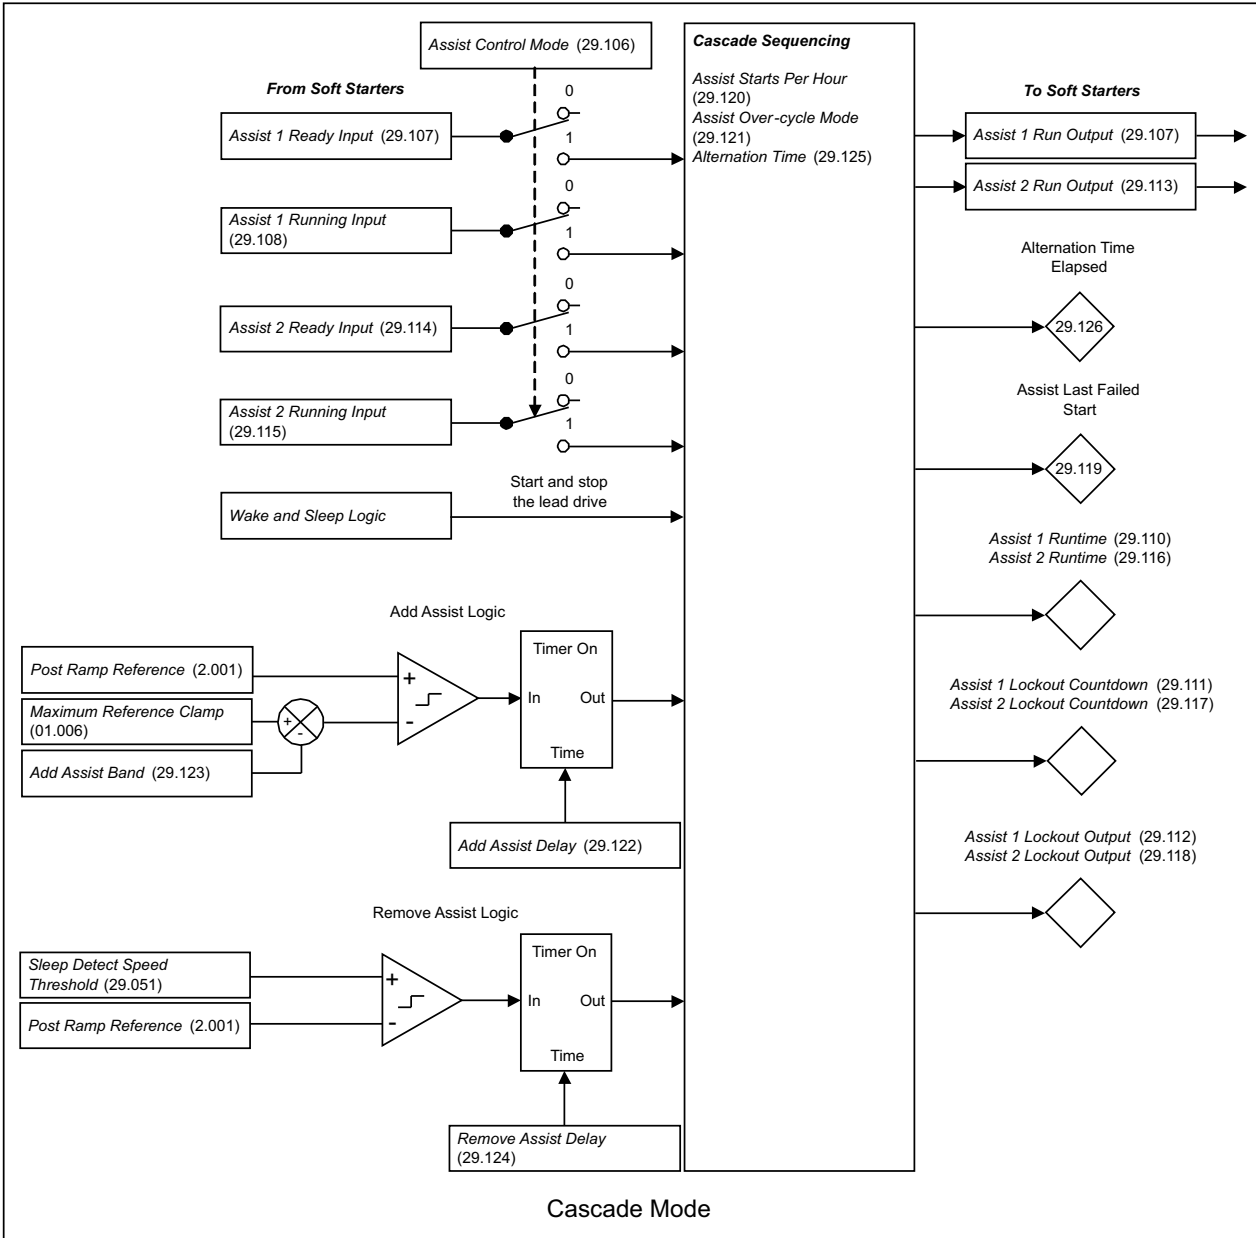 Assist Control Mode (29.106)
From Soft Starters
0
Assist 1 Ready Input (29.107)
1
0
Assist 1 Running Input
(29.108)
1
0
Assist 2 Ready Input (29.114)
1
0
Assist 2 Running Input
(29.115)
1
Start and stop
the lead drive
Wake and Sleep Logic
Add Assist Logic
Post Ramp Reference (2.001)
Maximum Reference Clamp
(01.006)
Add Assist Band (29.123)
+
-
+
-
Timer On
In Out
Time
Add Assist Delay (29.122)
Remove Assist Logic
Sleep Detect Speed
Threshold (29.051)
Post Ramp Reference (2.001)
+
-
Timer On
In Out
Time
Remove Assist Delay
(29.124)
Cascade Sequencing
Assist Starts Per Hour
(29.120)
Assist Over-cycle Mode
(29.121)
Alternation Time (29.125)
To Soft Starters
Assist 1 Run Output (29.107)
Assist 2 Run Output (29.113)
Alternation Time
Elapsed
29.126
Assist Last Failed
Start
29.119
Assist 1 Runtime (29.110)
Assist 2 Runtime (29.116)
Assist 1 Lockout Countdown (29.111)
Assist 2 Lockout Countdown (29.117)
Assist 1 Lockout Output (29.112)
Assist 2 Lockout Output (29.118)
Cascade Mode